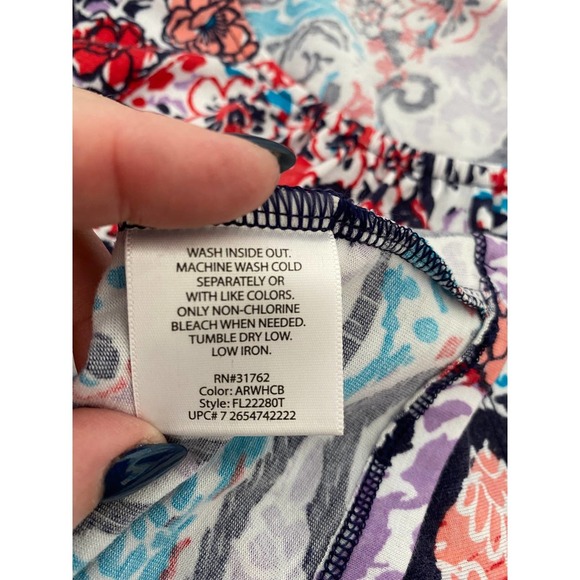 WASH INSIDE OUT.
MACHINE WASH COLD
SEPARATELY OR
WITH LIKE COLORS.
ONLY NON-CHLORINE
BLEACH WHEN NEEDED.
TUMBLE DRY LOW.
LOW IRON.
RN#31762
Color: ARWHCB
Style: FL22280T
UPC# 7 2654742222